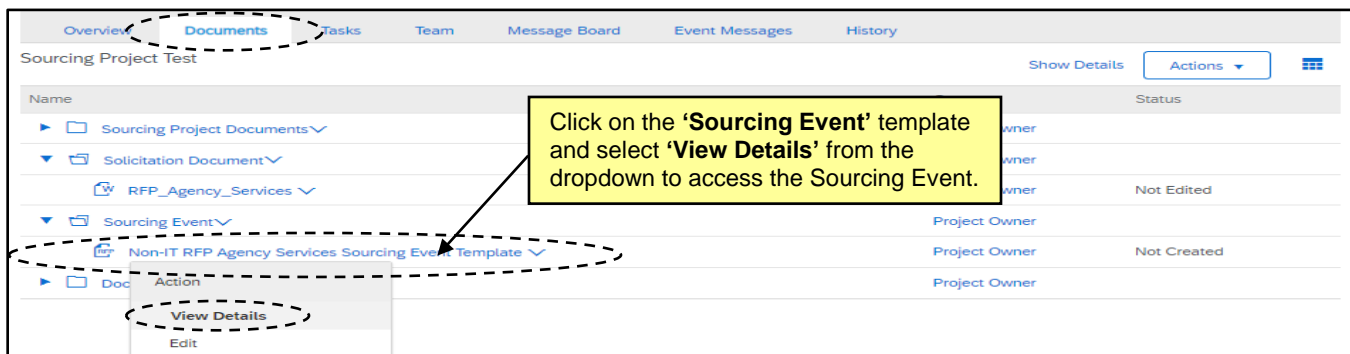 Overview Documents Tasks Team Message Board Event Messages History
Sourcing Project Test
Show Details Actions
Name Status
Sourcing Project Documents
Solicitation Document
RFP_Agency_Services Not Edited
Sourcing Event Project Owner
Non-IT RFP Agency Services Sourcing Event Template Project Owner Not Created
Project Owner
Action
View Details
Edit
Click on the ‘Sourcing Event’ template
and select ‘View Details’ from the
dropdown to access the Sourcing Event.